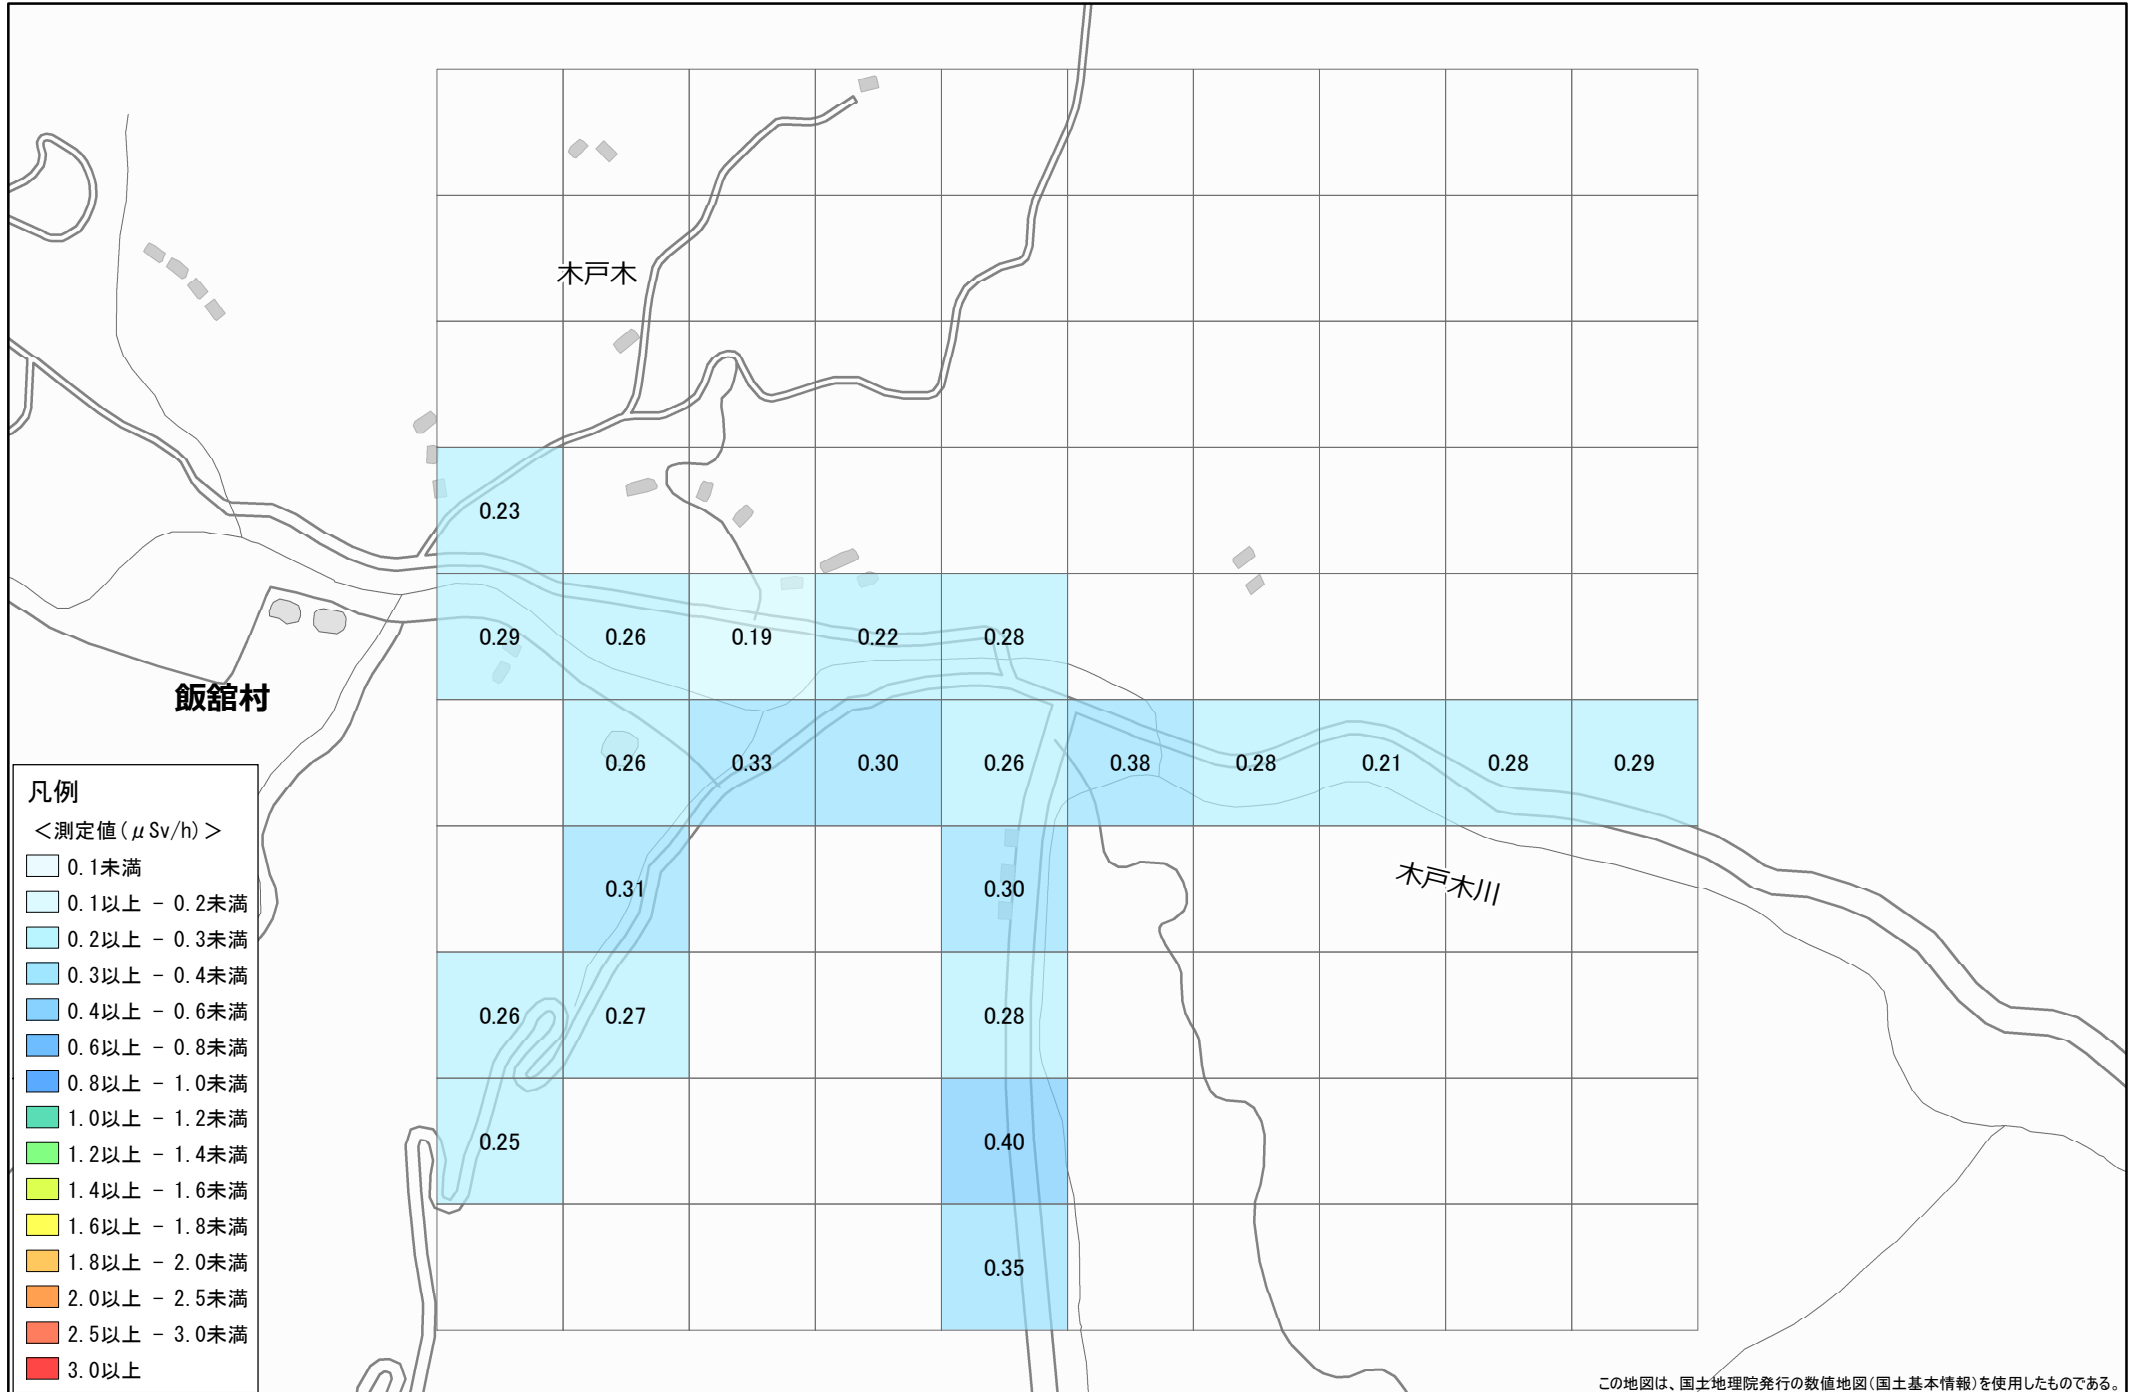 木戸木
0.23
0.29 0.26 0.19 0.22 0.28
飯舘村
0.26 0.33 0.30 0.26 0.38 0.28 0.21 0.28 0.29
0.31 0.30
木戸木川
0.26 0.27 0.28
0.25 0.40
0.35
凡例
＜測定値(μSv/h)＞
0.1未満
0.1以上 - 0.2未満
0.2以上 - 0.3未満
0.3以上 - 0.4未満
0.4以上 - 0.6未満
0.6以上 - 0.8未満
0.8以上 - 1.0未満
1.0以上 - 1.2未満
1.2以上 - 1.4未満
1.4以上 - 1.6未満
1.6以上 - 1.8未満
1.8以上 - 2.0未満
2.0以上 - 2.5未満
2.5以上 - 3.0未満
3.0以上
この地図は、国土地理院発行の数値地図(国土基本情報)を使用したものである。